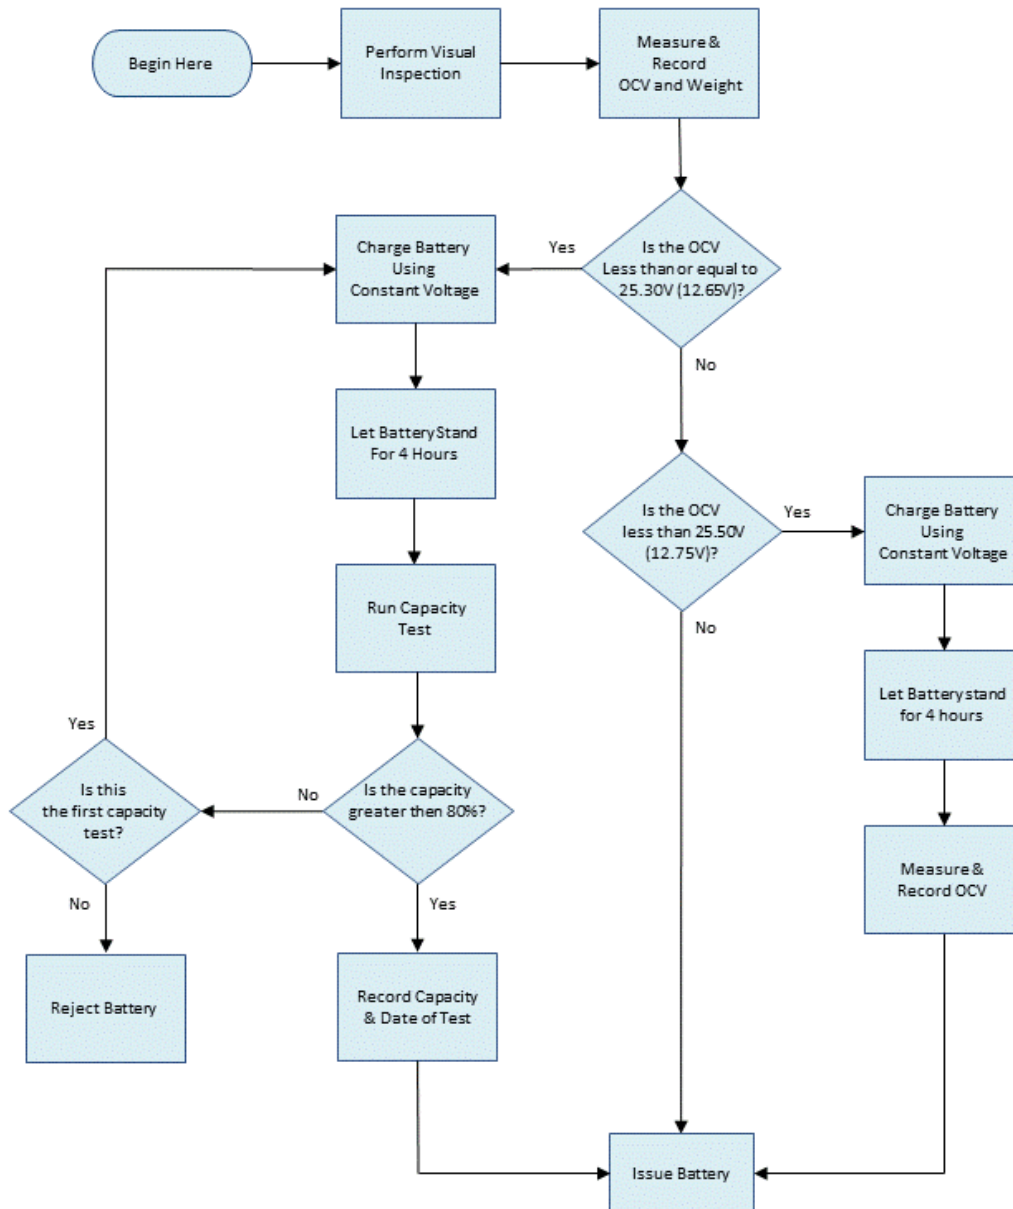 Begin Here
Perform Visual
Inspection
Measure &
Record
OCV and Weight
Charge Battery
Using
Constant Voltage
Yes
Is the OCV
Less than or equal to
25.30V (12.65V)?
No
Let Battery Stand
For 4 Hours
Is the OCV
less than 25.50V
(12.75V)?
Yes
Charge Battery
Using
Constant Voltage
No
Run Capacity
Test
Let Battery stand
for 4 hours
Yes
Is this
the first capacity
test?
No
Is the capacity
greater then 80%?
No
Yes
Measure &
Record OCV
Reject Battery
Record Capacity
& Date of Test
Issue Battery